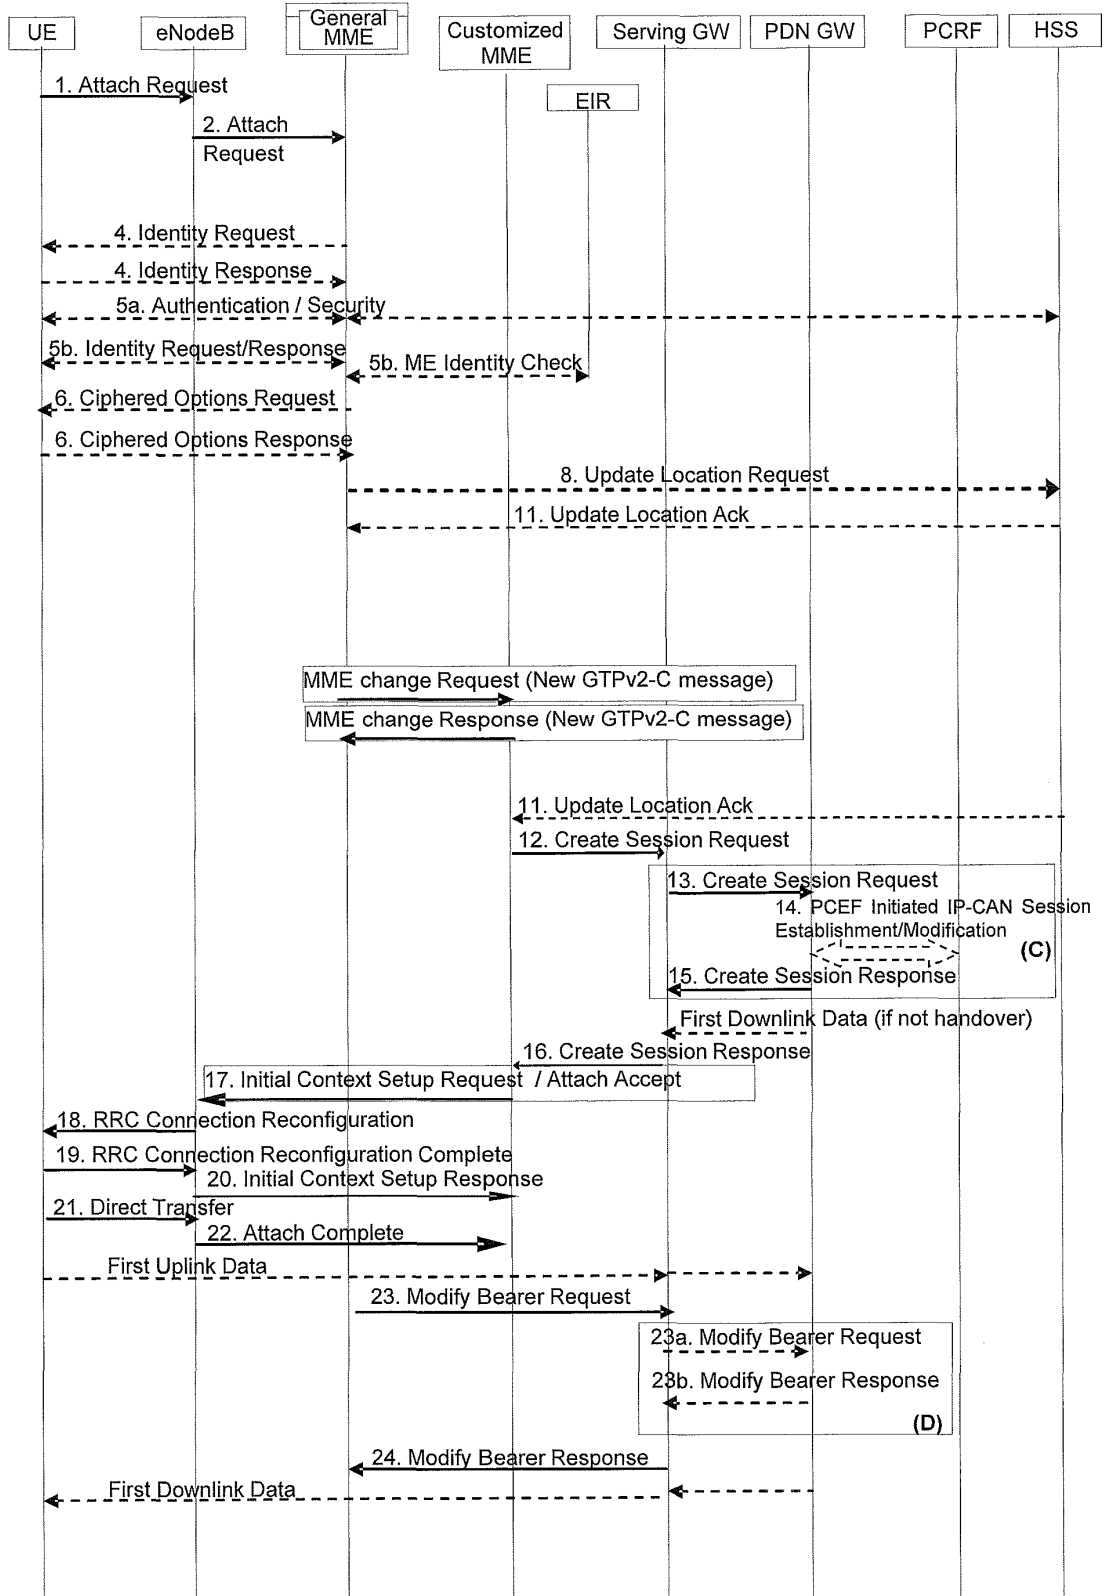 UE
eNodeB
General
MME
Customized
MME
Serving GW
PDN GW
PCRF
HSS
EIR
1. Attach Request
2. Attach
Request
4. Identity Request
4. Identity Response
5a. Authentication / Security
5b. Identity Request/Response
5b. ME Identity Check
6. Ciphered Options Request
6. Ciphered Options Response
8. Update Location Request
11. Update Location Ack
MME change Request (New GTPv2-C message)
MME change Response (New GTPv2-C message)
11. Update Location Ack
12. Create Session Request
13. Create Session Request
14. PCEF Initiated IP-CAN Session
Establishment/Modification
(C)
15. Create Session Response
First Downlink Data (if not handover)
16. Create Session Response
17. Initial Context Setup Request / Attach Accept
18. RRC Connection Reconfiguration
19. RRC Connection Reconfiguration Complete
20. Initial Context Setup Response
21. Direct Transfer
22. Attach Complete
First Uplink Data
23. Modify Bearer Request
23a. Modify Bearer Request
23b. Modify Bearer Response
(D)
24. Modify Bearer Response
First Downlink Data